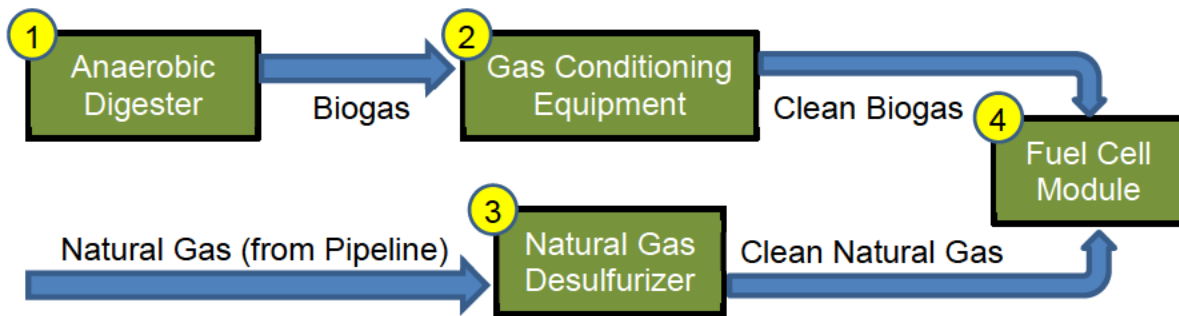 1
Anaerobic
Digester
Biogas
2
Gas Conditioning
Equipment
Clean Biogas
4
Fuel Cell
Module
Natural Gas (from Pipeline)
3
Natural Gas
Desulfurizer
Clean Natural Gas